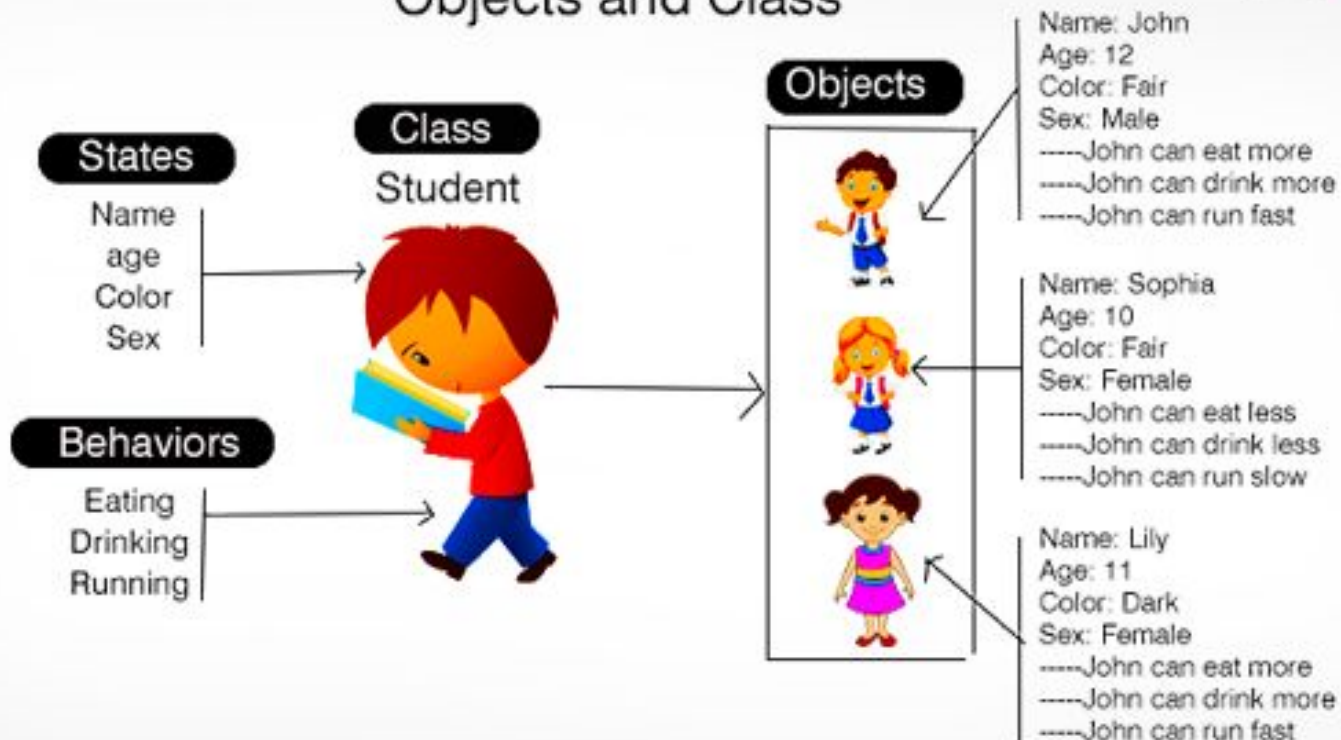 Objects and Class
States
Name
age
Color
Sex
Behaviors
Eating
Drinking
Running
Class
Student
Objects
Name: John
Age: 12
Color: Fair
Sex: Male
-----John can eat more
-----John can drink more
-----John can run fast
Name: Sophia
Age: 10
Color: Fair
Sex: Female
-----John can eat less
-----John can drink less
-----John can run slow
Name: Lily
Age: 11
Color: Dark
Sex: Female
-----John can eat more
-----John can drink more
-----John can run fast